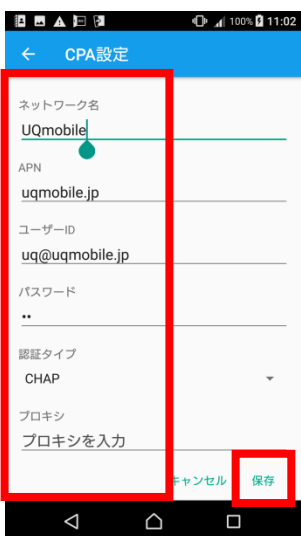 100% 11:02
← CPA設定
ネットワーク名
UQmobile
APN
uqmobile.jp
ユーザーID
uq@uqmobile.jp
パスワード
••
認証タイプ
CHAP
プロキシ
プロキシを入力
キャンセル 保存